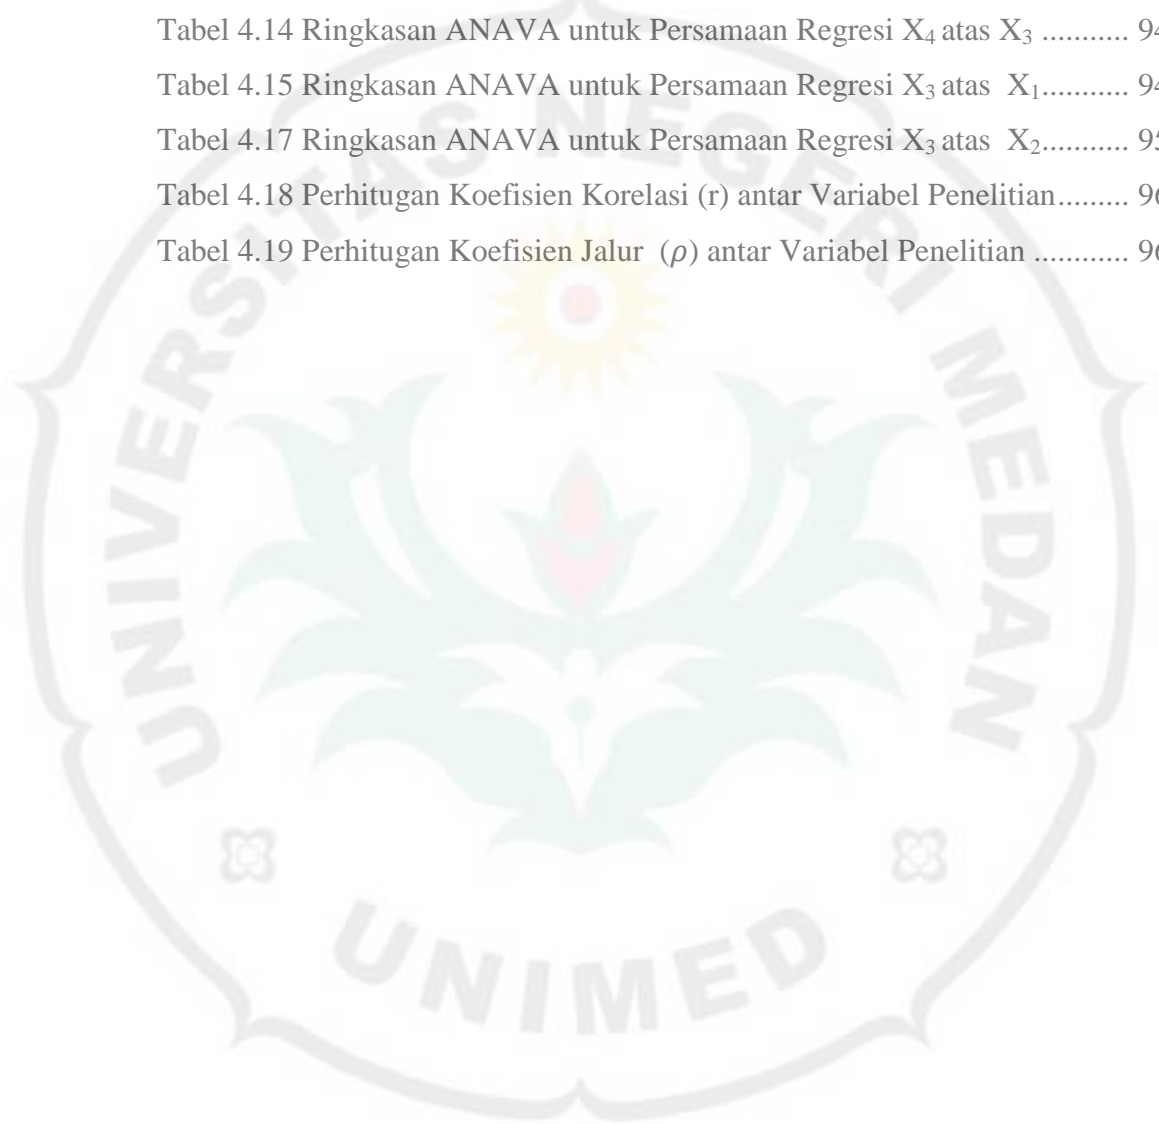 Tabel 4.14 Ringkasan ANAVA untuk Persamaan Regresi X₄ atas X₃ ........... 94
Tabel 4.15 Ringkasan ANAVA untuk Persamaan Regresi X₃ atas X₁........... 94
Tabel 4.17 Ringkasan ANAVA untuk Persamaan Regresi X₃ atas X₂.......... 95
Tabel 4.18 Perhitugan Koefisien Korelasi (r) antar Variabel Penelitian......... 96
Tabel 4.19 Perhitugan Koefisien Jalur (ρ) antar Variabel Penelitian ............ 96
UNIVERSITAS NEGERI MEDAN
UNIMED